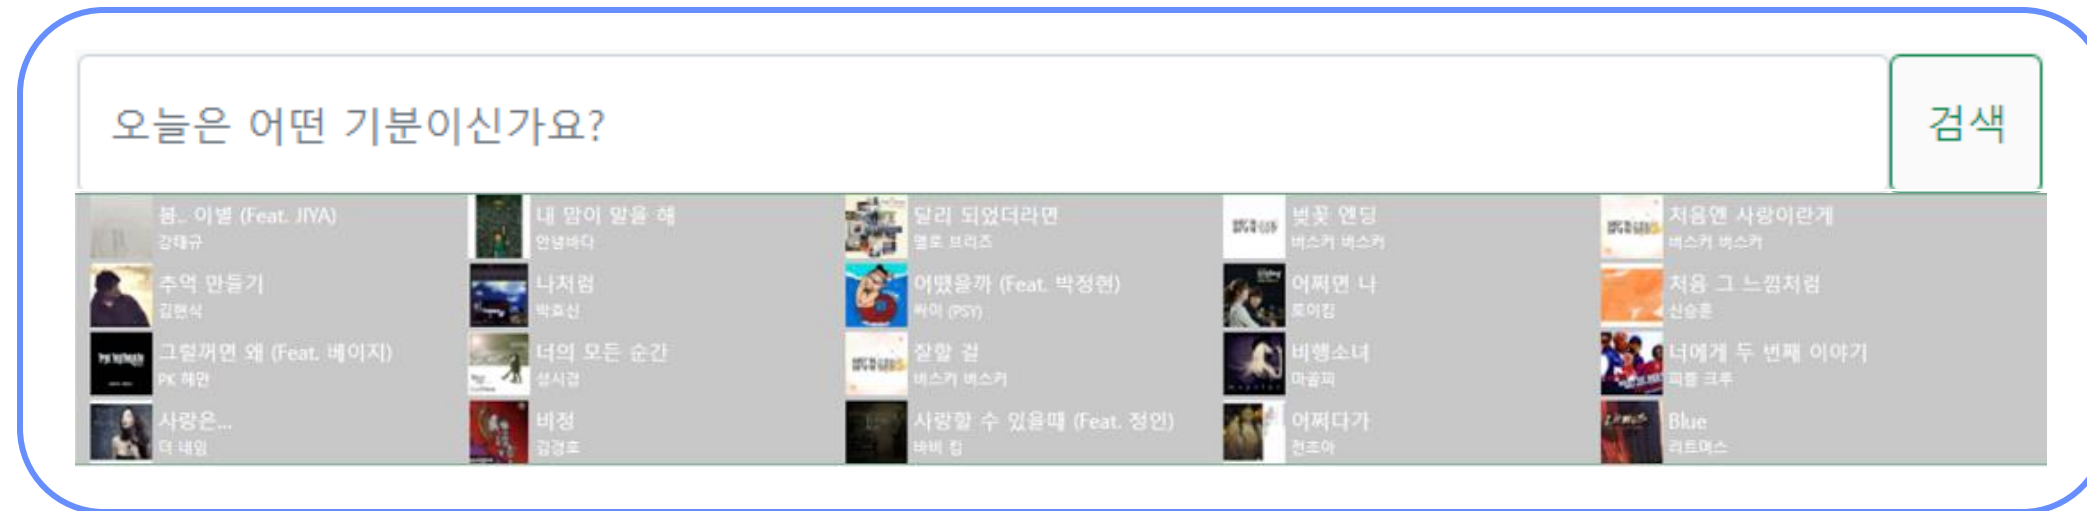 오늘은 어떤 기분이신가요?
검색
봄.. 이별 (Feat. JIYA)
강태규
내 맘이 말을 해
안녕바다
달리 되었더라면
멜로 브리즈
벚꽃 엔딩
버스커 버스커
처음엔 사랑이란게
버스커 버스커
추억 만들기
김현식
나처럼
박효신
어땠을까 (Feat. 박정현)
싸이 (PSY)
어쩌면 나
로이킴
처음 그 느낌처럼
신승훈
그럴꺼면 왜 (Feat. 베이지)
PK 헤만
너의 모든 순간
성시경
잘할 걸
버스커 버스커
비행소녀
마골피
너에게 두 번째 이야기
피플 크루
사랑은...
더 네임
비정
김경호
사랑할 수 있을때 (Feat. 정인)
바비 킴
어쩌다가
전초아
Blue
리트머스